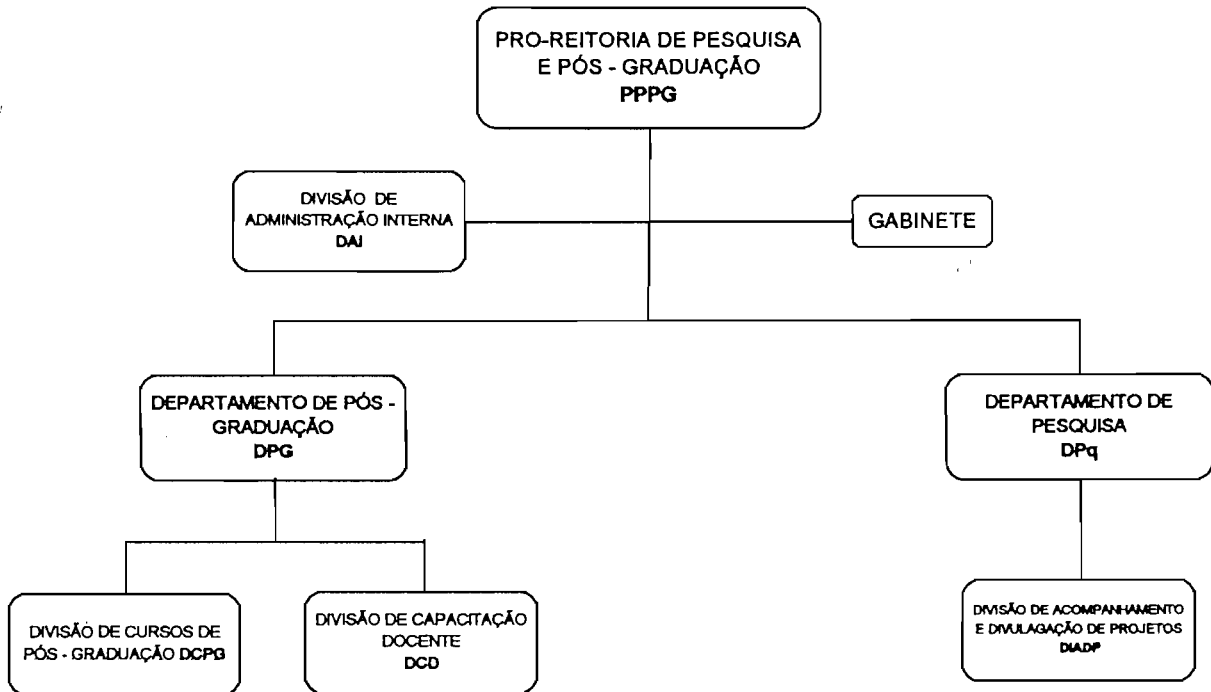 PRO-REITORIA DE PESQUISA
E PÓS - GRADUAÇÃO
PPPG
DIVISÃO DE
ADMINISTRAÇÃO INTERNA
DAI
GABINETE
DEPARTAMENTO DE PÓS -
GRADUAÇÃO
DPG
DEPARTAMENTO DE
PESQUISA
DPq
DIVISÃO DE CURSOS DE
PÓS - GRADUAÇÃO DCPG
DIVISÃO DE CAPACITAÇÃO
DOCENTE
DCD
DIVISÃO DE ACOMPANHAMENTO
E DIVULAGAÇÃO DE PROJETOS
DIADP